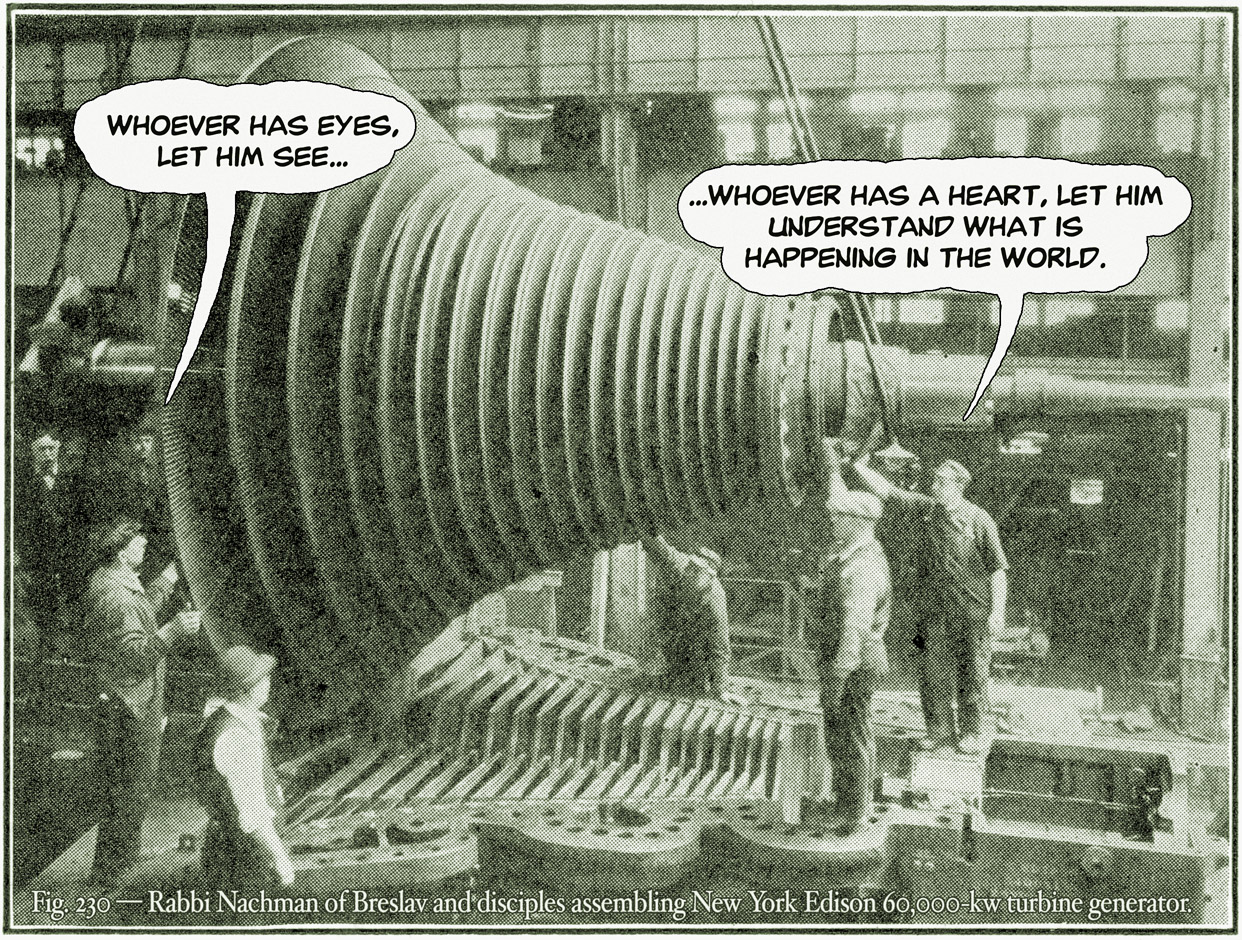 WHOEVER HAS EYES,
LET HIM SEE...
...WHOEVER HAS A HEART, LET HIM
UNDERSTAND WHAT IS
HAPPENING IN THE WORLD.
Fig. 230 — Rabbi Nachman of Breslav and disciples assembling New York Edison 60,000-kw turbine generator.